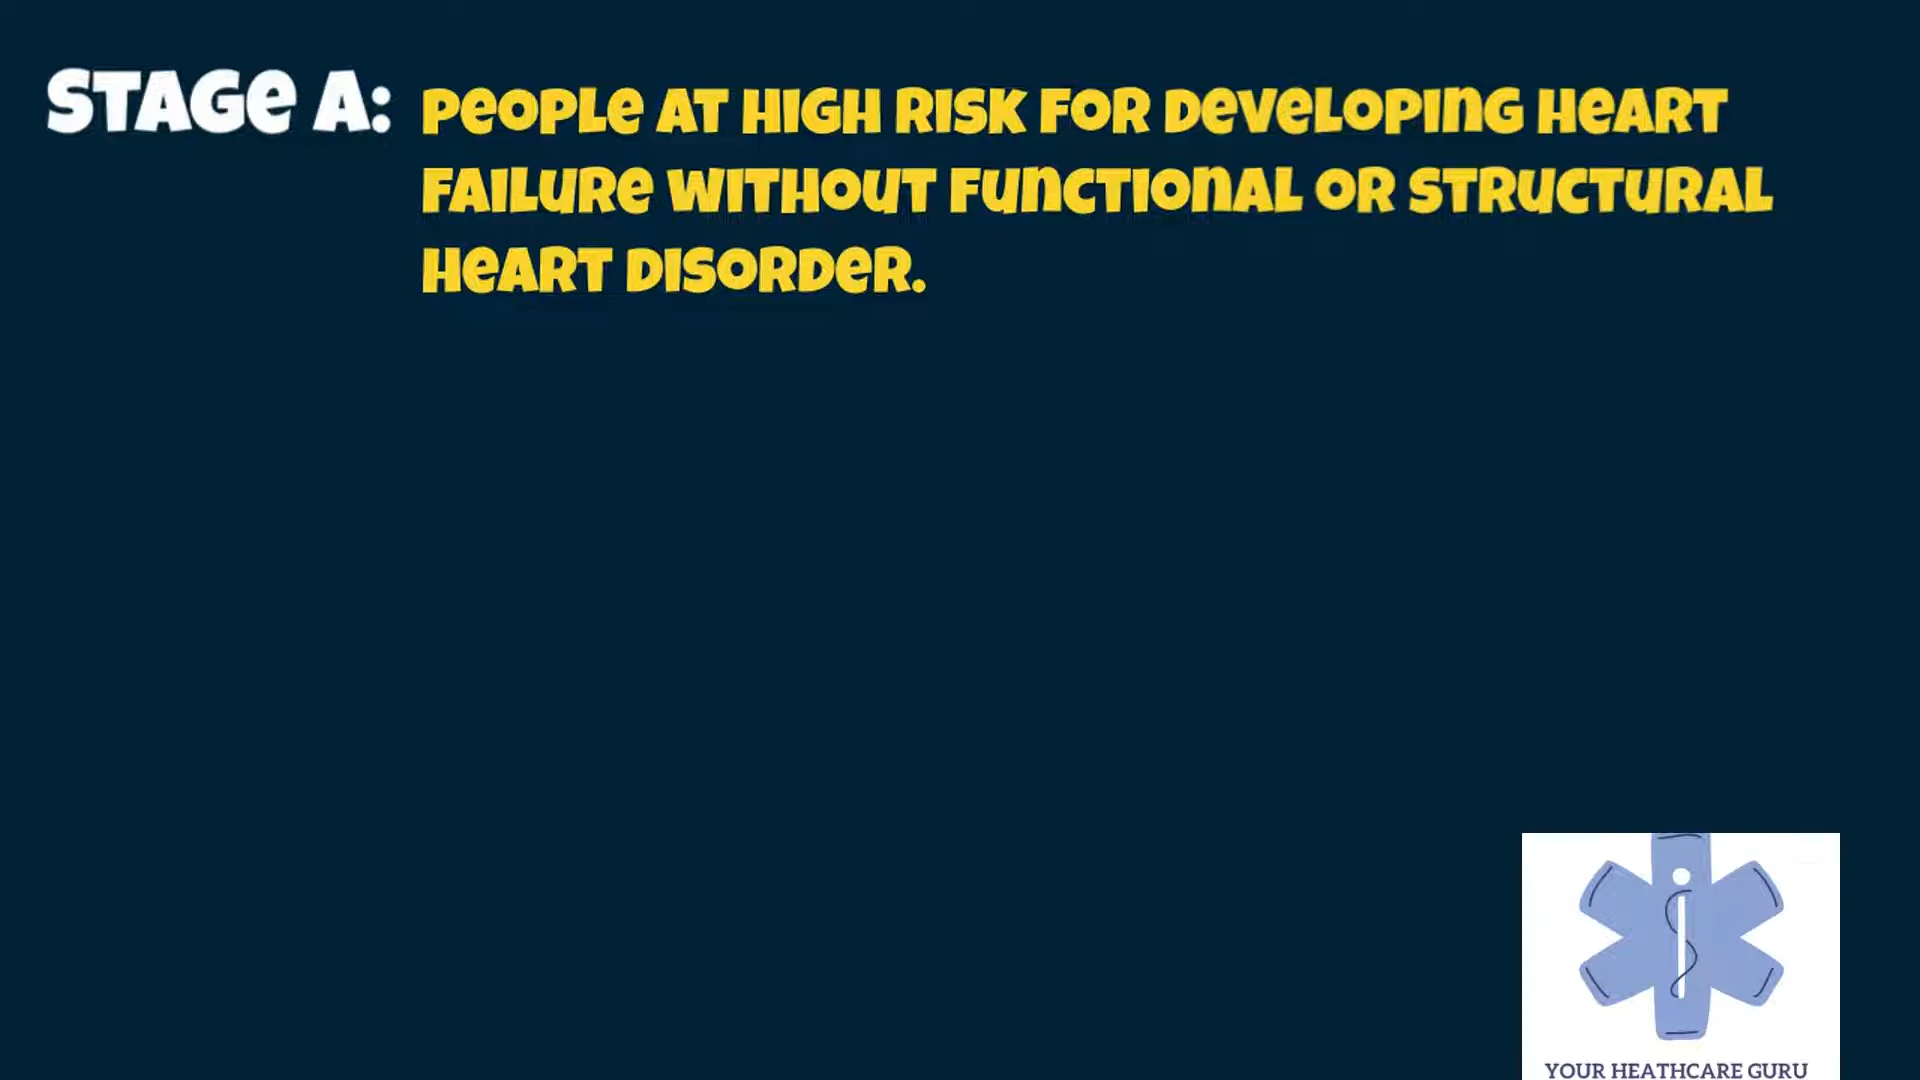 STAGE A: PEOPLE AT HIGH RISK FOR DEVELOPING HEART
FAILURE WITHOUT FUNCTIONAL OR STRUCTURAL
HEART DISORDER.
YOUR HEATHCARE GURU